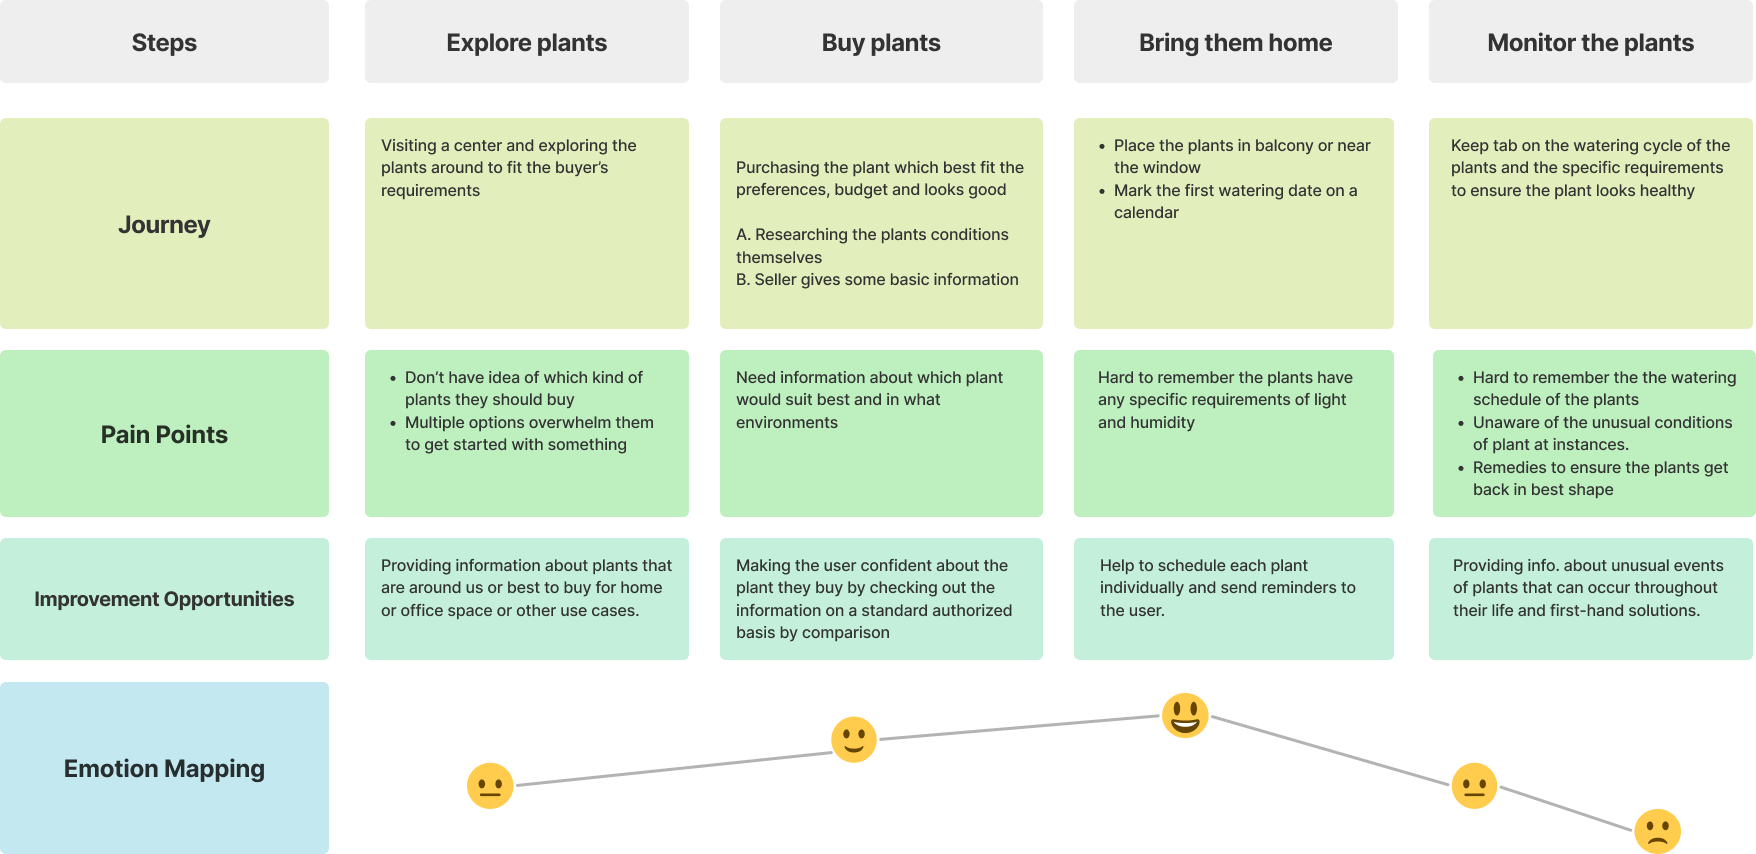 Steps
Explore plants
Buy plants
Bring them home
Monitor the plants
Journey
Visiting a center and exploring the
plants around to fit the buyer’s
requirements
Purchasing the plant which best fit the
preferences, budget and looks good
A. Researching the plants conditions
themselves
B. Seller gives some basic information
• Place the plants in balcony or near
the window
• Mark the first watering date on a
calendar
Keep tab on the watering cycle of the
plants and the specific requirements
to ensure the plant looks healthy
Pain Points
• Don’t have idea of which kind of
plants they should buy
• Multiple options overwhelm them
to get started with something
Need information about which plant
would suit best and in what
environments
Hard to remember the plants have
any specific requirements of light
and humidity
• Hard to remember the the watering
schedule of the plants
• Unaware of the unusual conditions
of plant at instances.
• Remedies to ensure the plants get
back in best shape
Improvement Opportunities
Providing information about plants that
are around us or best to buy for home
or office space or other use cases.
Making the user confident about the
plant they buy by checking out the
information on a standard authorized
basis by comparison
Help to schedule each plant
individually and send reminders to
the user.
Providing info. about unusual events
of plants that can occur throughout
their life and first-hand solutions.
Emotion Mapping